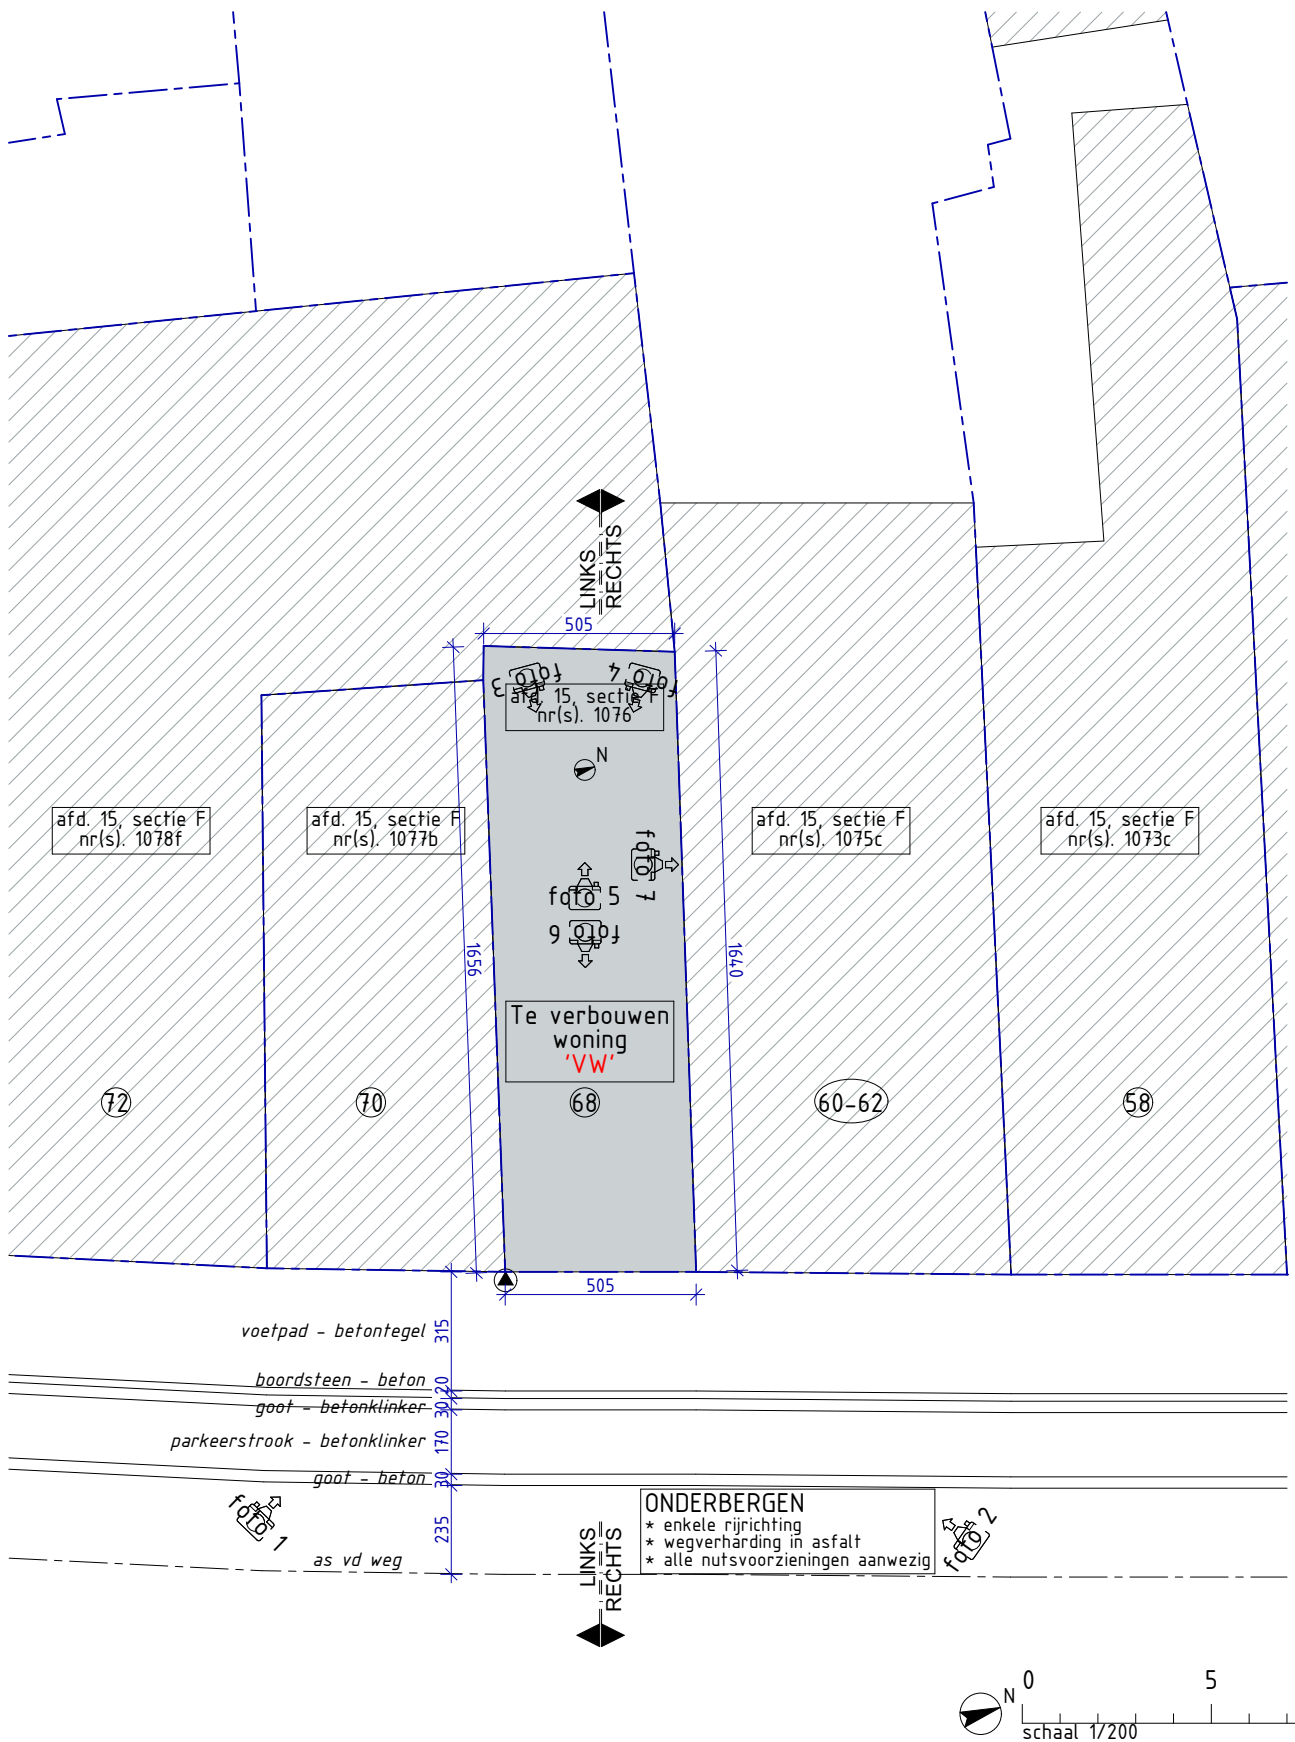 LINKS
RECHTS
505
foto 3
foto 4
afd. 15, sectie F
nr(s). 1076
N
afd. 15, sectie F
nr(s). 1078f
afd. 15, sectie F
nr(s). 1077b
afd. 15, sectie F
nr(s). 1075c
afd. 15, sectie F
nr(s). 1073c
foto 7
foto 5
foto 6
1656
1640
Te verbouwen
woning
'VW'
72
70
68
60-62
58
505
voetpad - betontegel
315
boordsteen - beton
20
goot - betonklinker
30
parkeerstrook - betonklinker
170
goot - beton
30
foto 1
235
as vd weg
ONDERBERGEN
* enkele rijrichting
* wegverharding in asfalt
* alle nutsvoorzieningen aanwezig
foto 2
LINKS
RECHTS
N
0 5
schaal 1/200